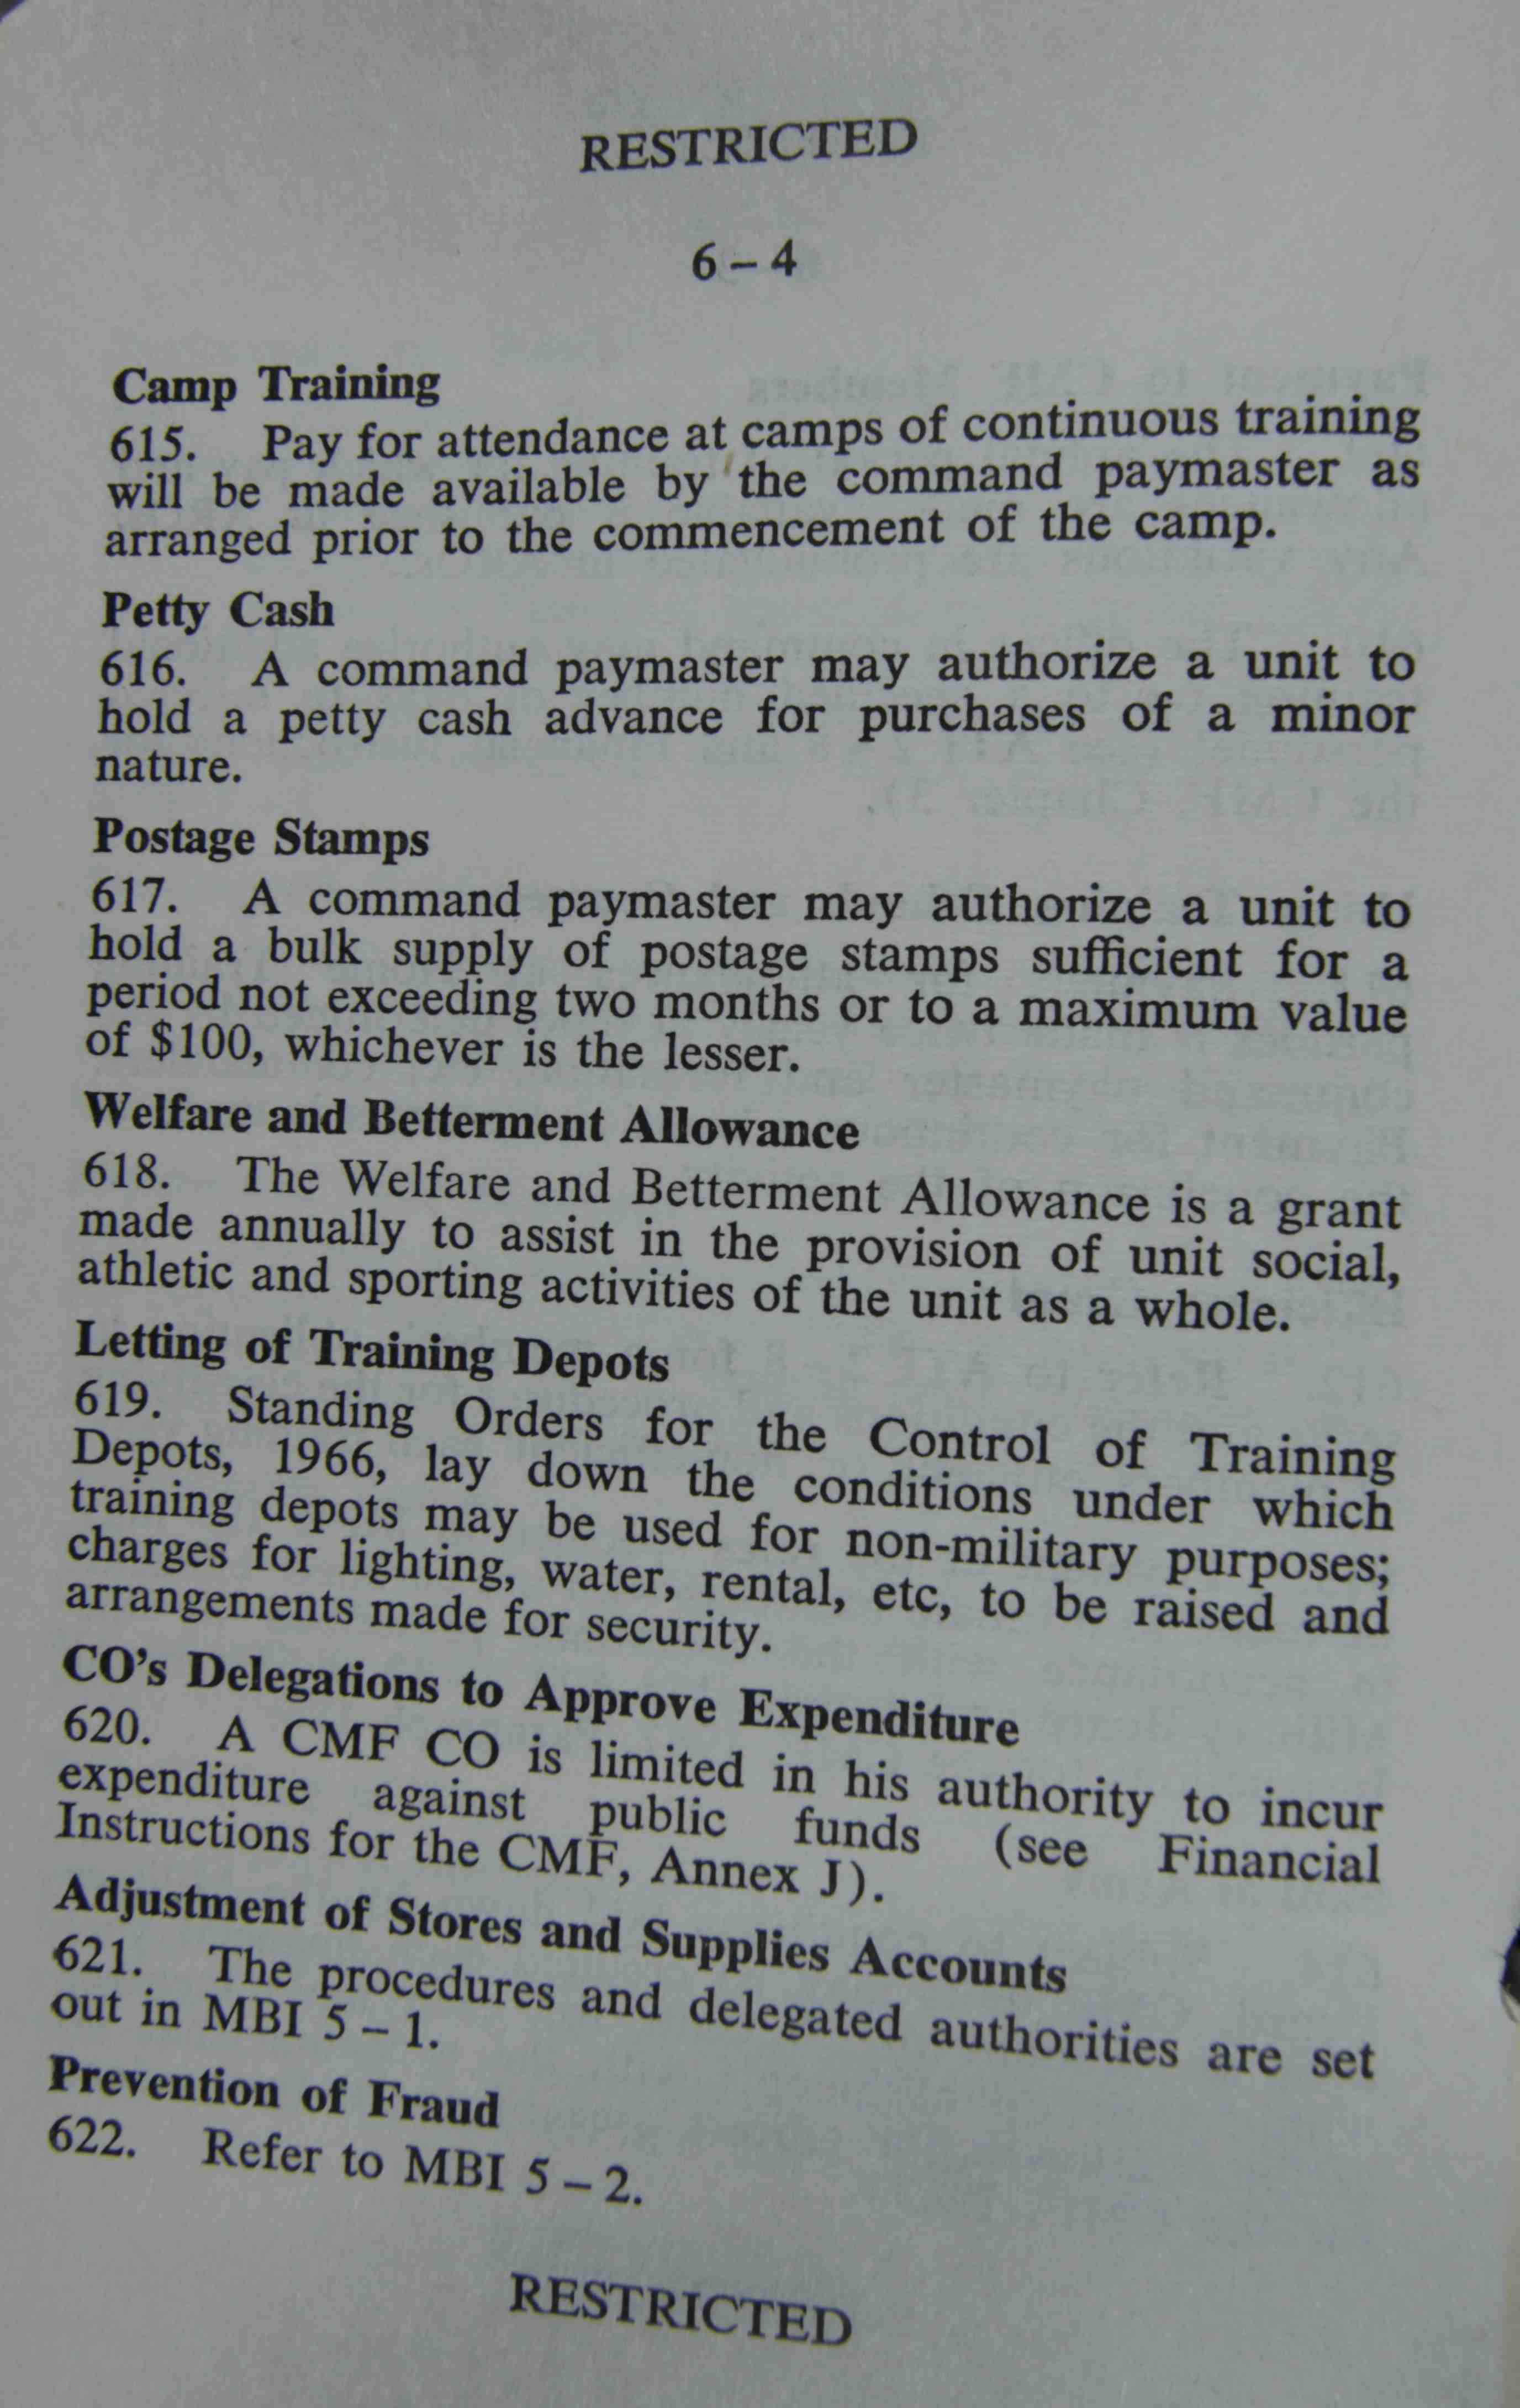 RESTRICTED
6 – 4
Camp Training
615. Pay for attendance at camps of continuous training
will be made available by the command paymaster as
arranged prior to the commencement of the camp.
Petty Cash
616. A command paymaster may authorize a unit to
hold a petty cash advance for purchases of a minor
nature.
Postage Stamps
617. A command paymaster may authorize a unit to
hold a bulk supply of postage stamps sufficient for a
period not exceeding two months or to a maximum value
of $100, whichever is the lesser.
Welfare and Betterment Allowance
618. The Welfare and Betterment Allowance is a grant
made annually to assist in the provision of unit social,
athletic and sporting activities of the unit as a whole.
Letting of Training Depots
619. Standing Orders for the Control of Training
Depots, 1966, lay down the conditions under which
training depots may be used for non-military purposes;
charges for lighting, water, rental, etc, to be raised and
arrangements made for security.
CO's Delegations to Approve Expenditure
620. A CMF CO is limited in his authority to incur
expenditure against public funds (see Financial
Instructions for the CMF, Annex J).
Adjustment of Stores and Supplies Accounts
621. The procedures and delegated authorities are set
out in MBI 5 – 1.
Prevention of Fraud
622. Refer to MBI 5 – 2.
RESTRICTED